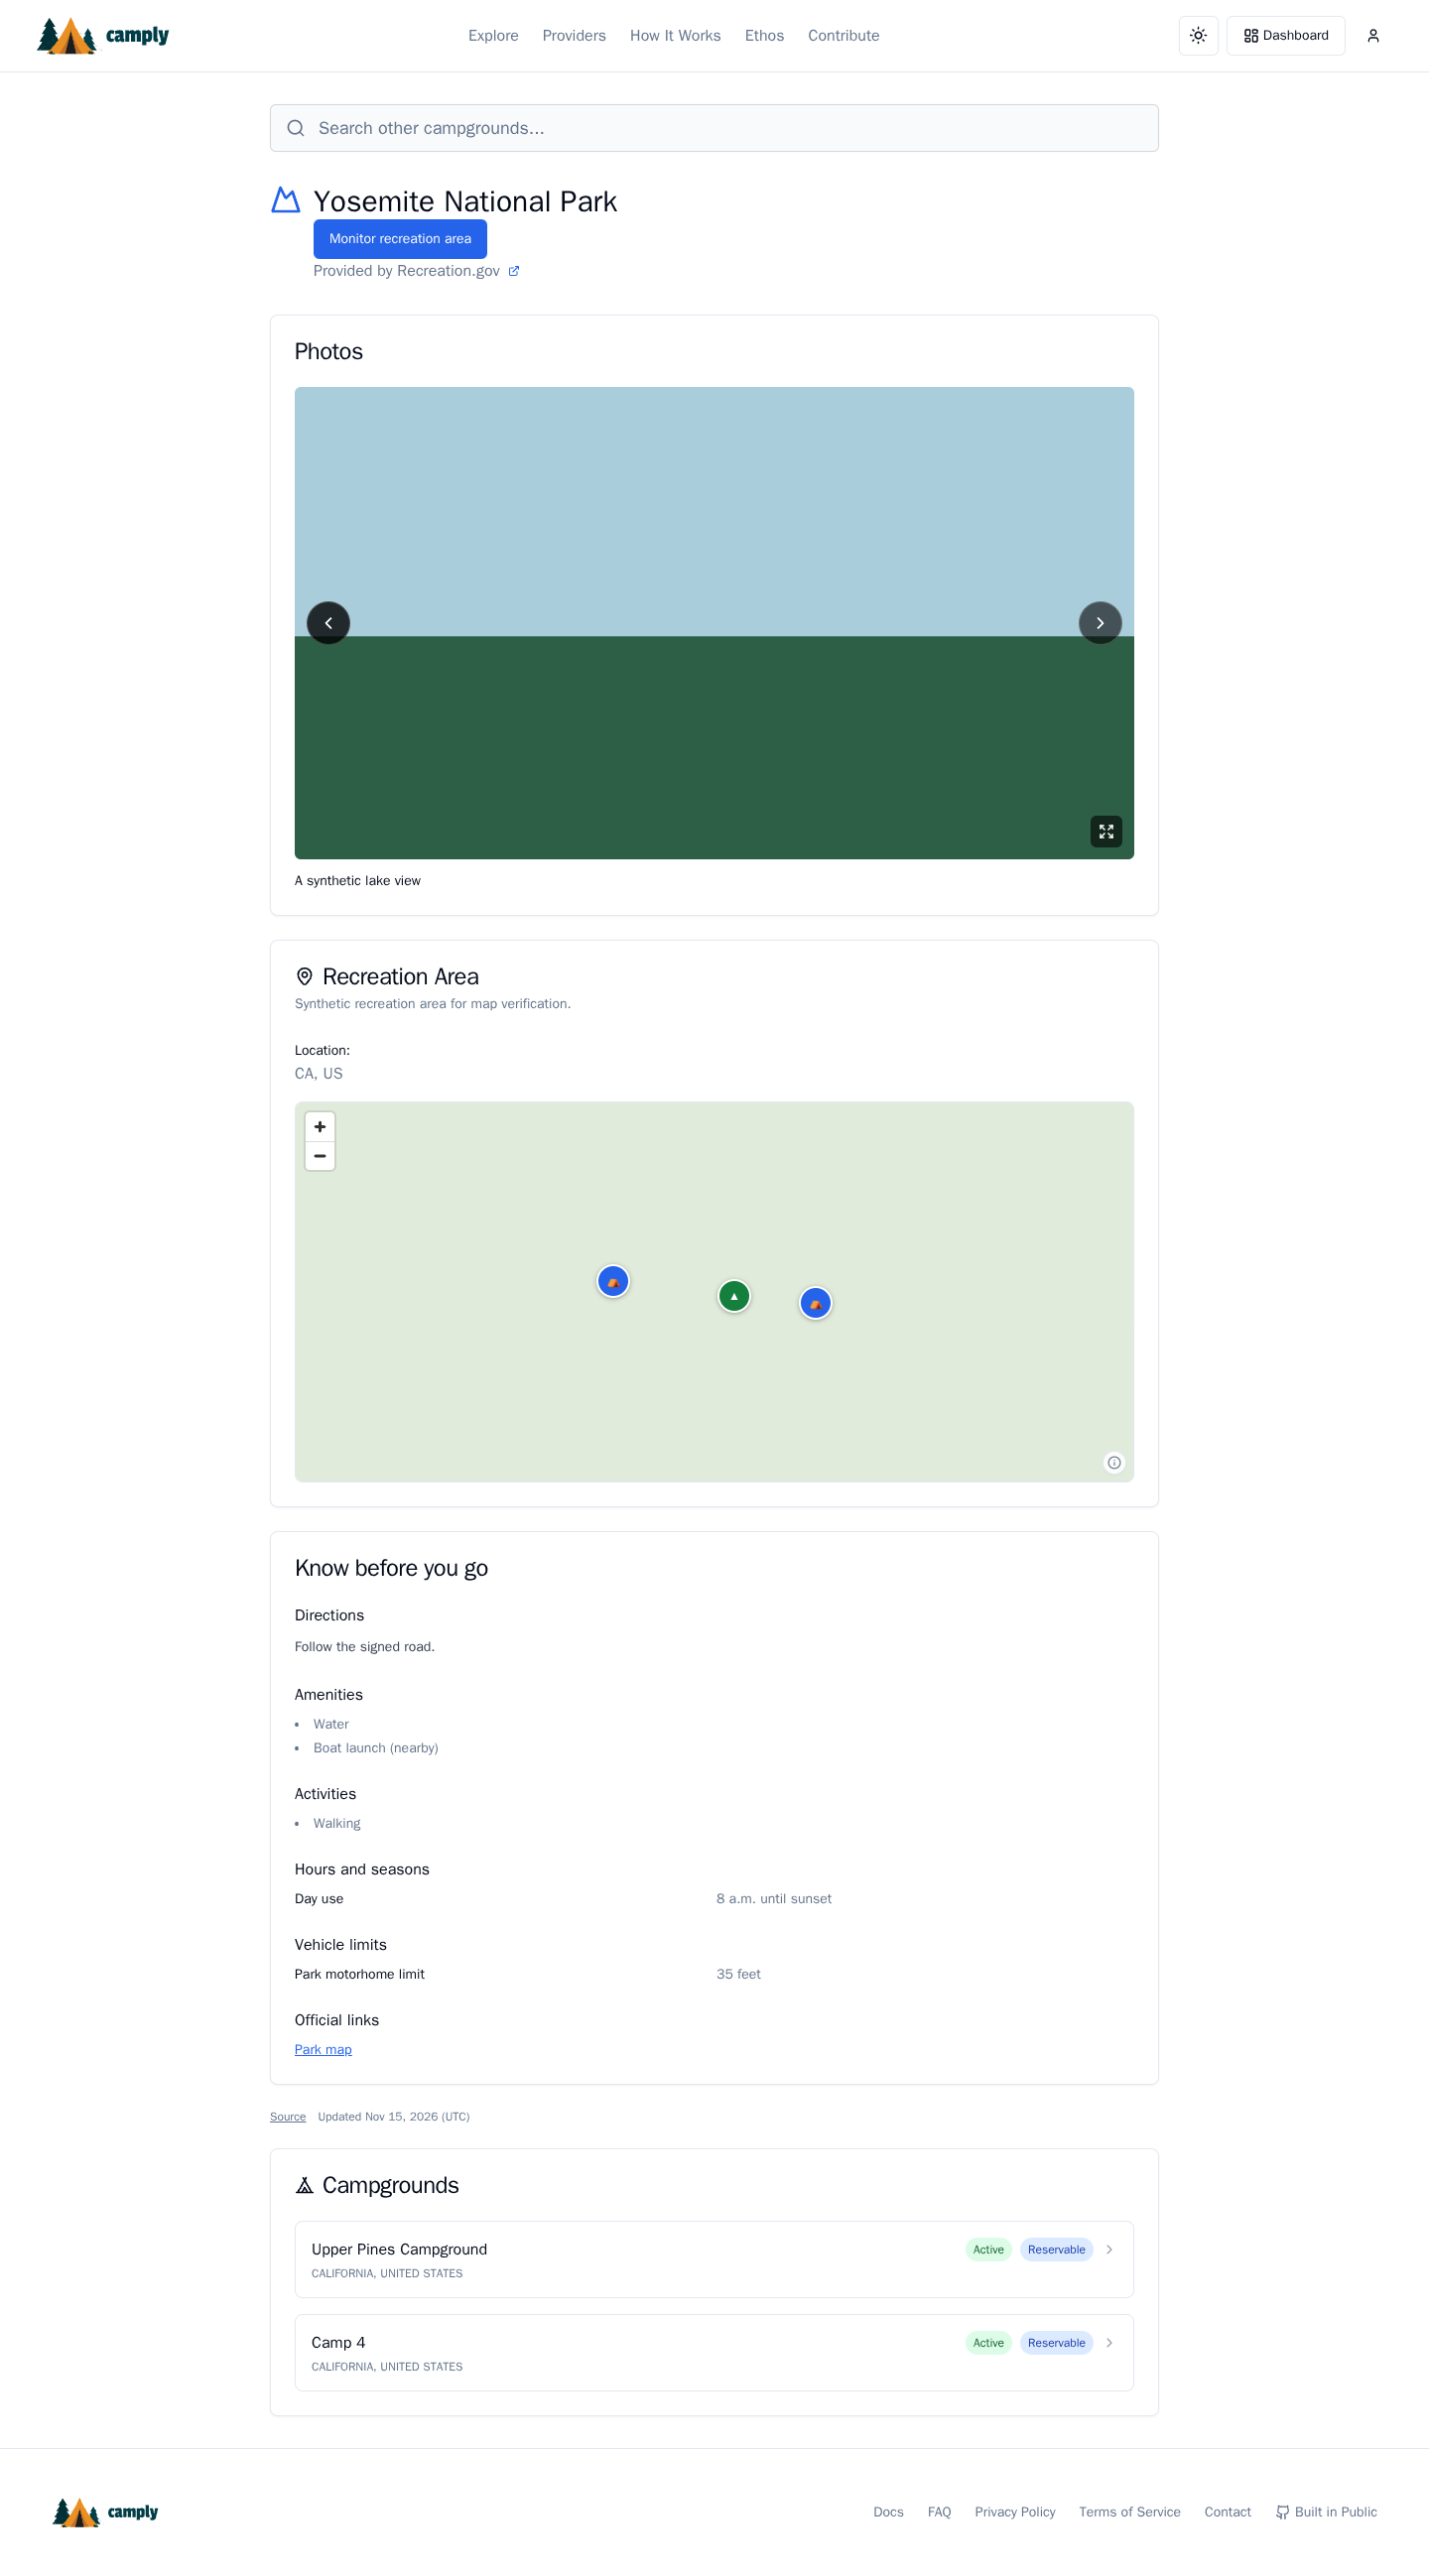 camply
Explore Providers How It Works Ethos Contribute
Dashboard
Search other campgrounds...
Yosemite National Park
Monitor recreation area
Provided by Recreation.gov
Photos
A synthetic lake view
Recreation Area
Synthetic recreation area for map verification.
Location:
CA, US
Know before you go
Directions
Follow the signed road.
Amenities
• Water
• Boat launch (nearby)
Activities
• Walking
Hours and seasons
Day use 8 a.m. until sunset
Vehicle limits
Park motorhome limit 35 feet
Official links
Park map
Source Updated Nov 15, 2026 (UTC)
Campgrounds
Upper Pines Campground Active Reservable
CALIFORNIA, UNITED STATES
Camp 4 Active Reservable
CALIFORNIA, UNITED STATES
camply
Docs FAQ Privacy Policy Terms of Service Contact Built in Public